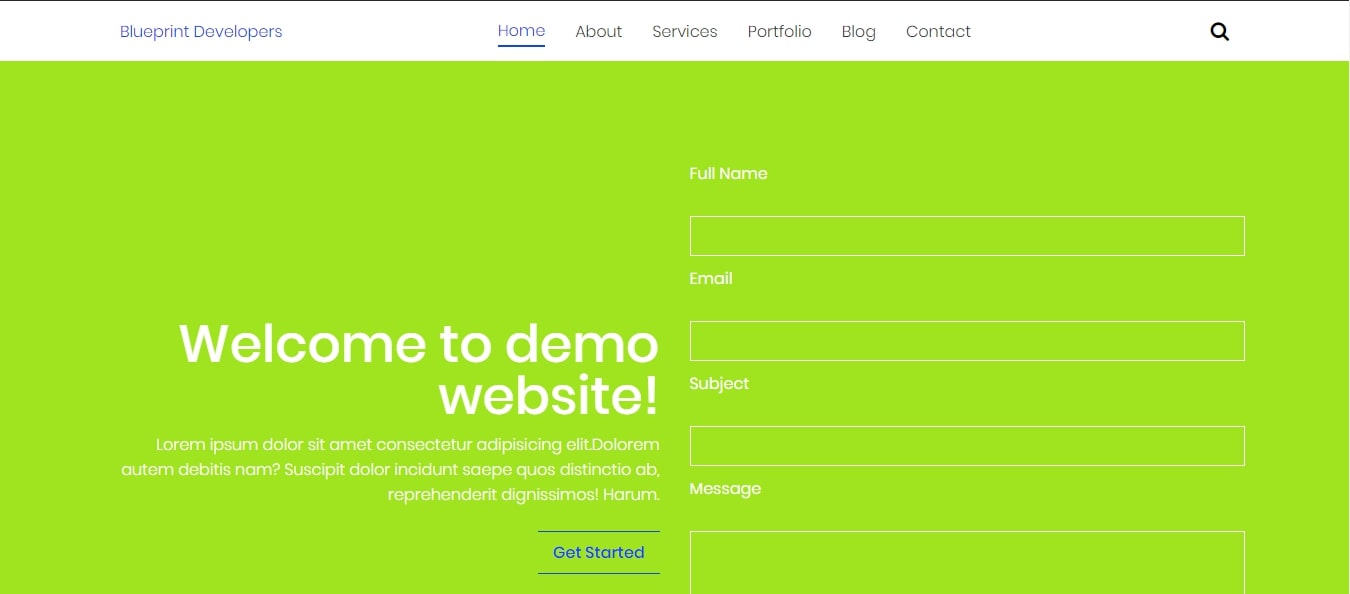 Blueprint Developers
Home About Services Portfolio Blog Contact
Welcome to demo
website!
Lorem ipsum dolor sit amet consectetur adipisicing elit.Dolorem
autem debitis nam? Suscipit dolor incidunt saepe quos distinctio ab,
reprehenderit dignissimos! Harum.
Get Started
Full Name
Email
Subject
Message